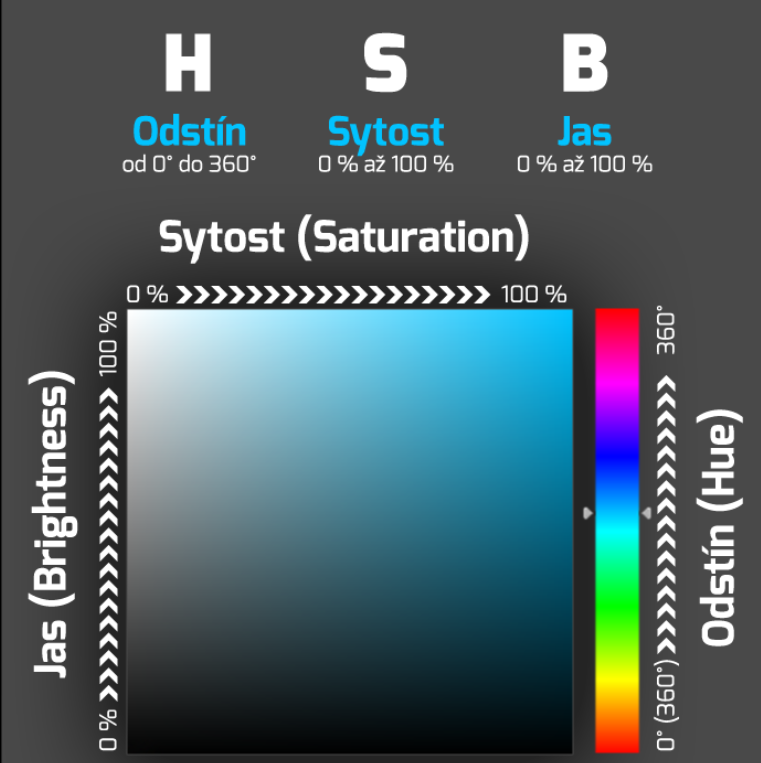 H S B
Odstín Sytost Jas
od 0° do 360° 0 % až 100 % 0 % až 100 %
Sytost (Saturation)
0 % 100 %
Jas (Brightness)
100 %
0 %
360°
0° (360°)
Odstín (Hue)